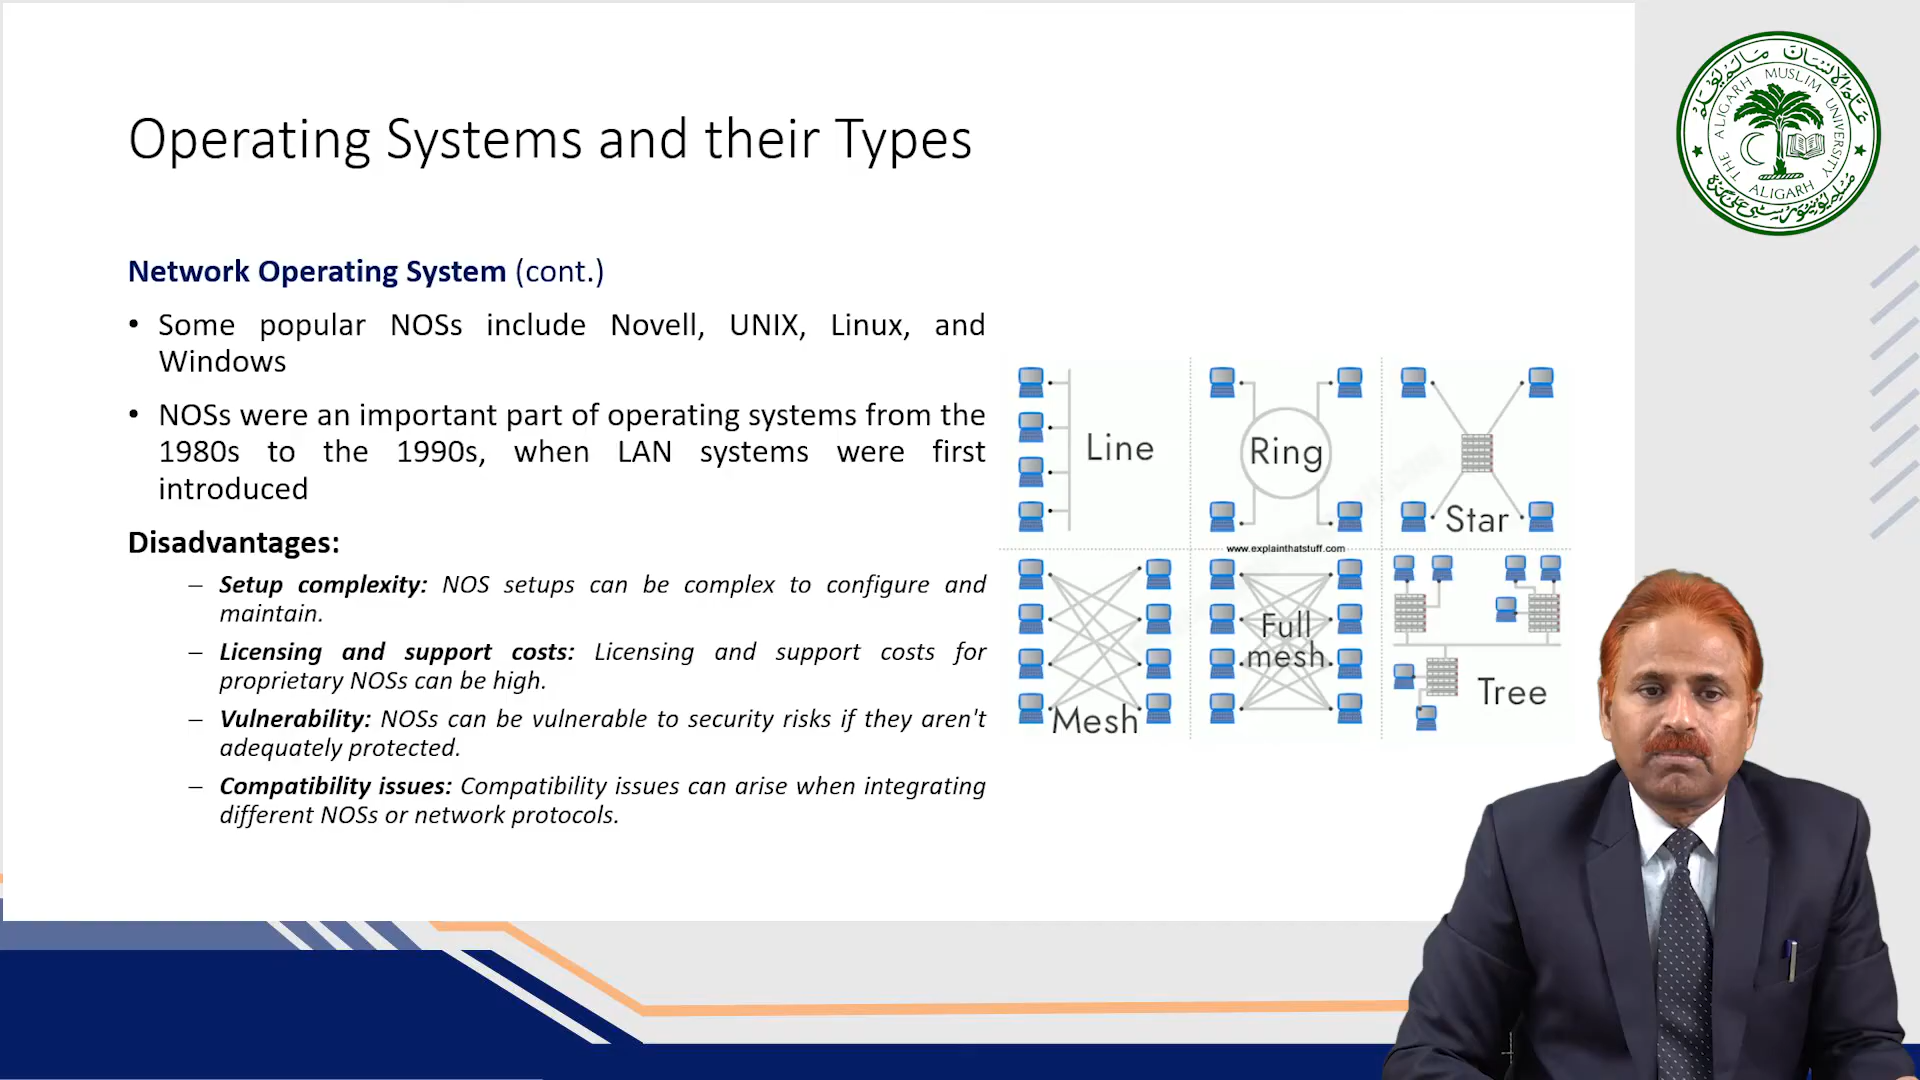 Operating Systems and their Types
Network Operating System (cont.)
• Some popular NOSs include Novell, UNIX, Linux, and
Windows
• NOSs were an important part of operating systems from the
1980s to the 1990s, when LAN systems were first
introduced
Disadvantages:
– Setup complexity: NOS setups can be complex to configure and
maintain.
– Licensing and support costs: Licensing and support costs for
proprietary NOSs can be high.
– Vulnerability: NOSs can be vulnerable to security risks if they aren't
adequately protected.
– Compatibility issues: Compatibility issues can arise when integrating
different NOSs or network protocols.
Line
Ring
Star
www.explainthatstuff.com
Mesh
Full
mesh
Tree
THE ALIGARH MUSLIM UNIVERSITY
ALIGARH